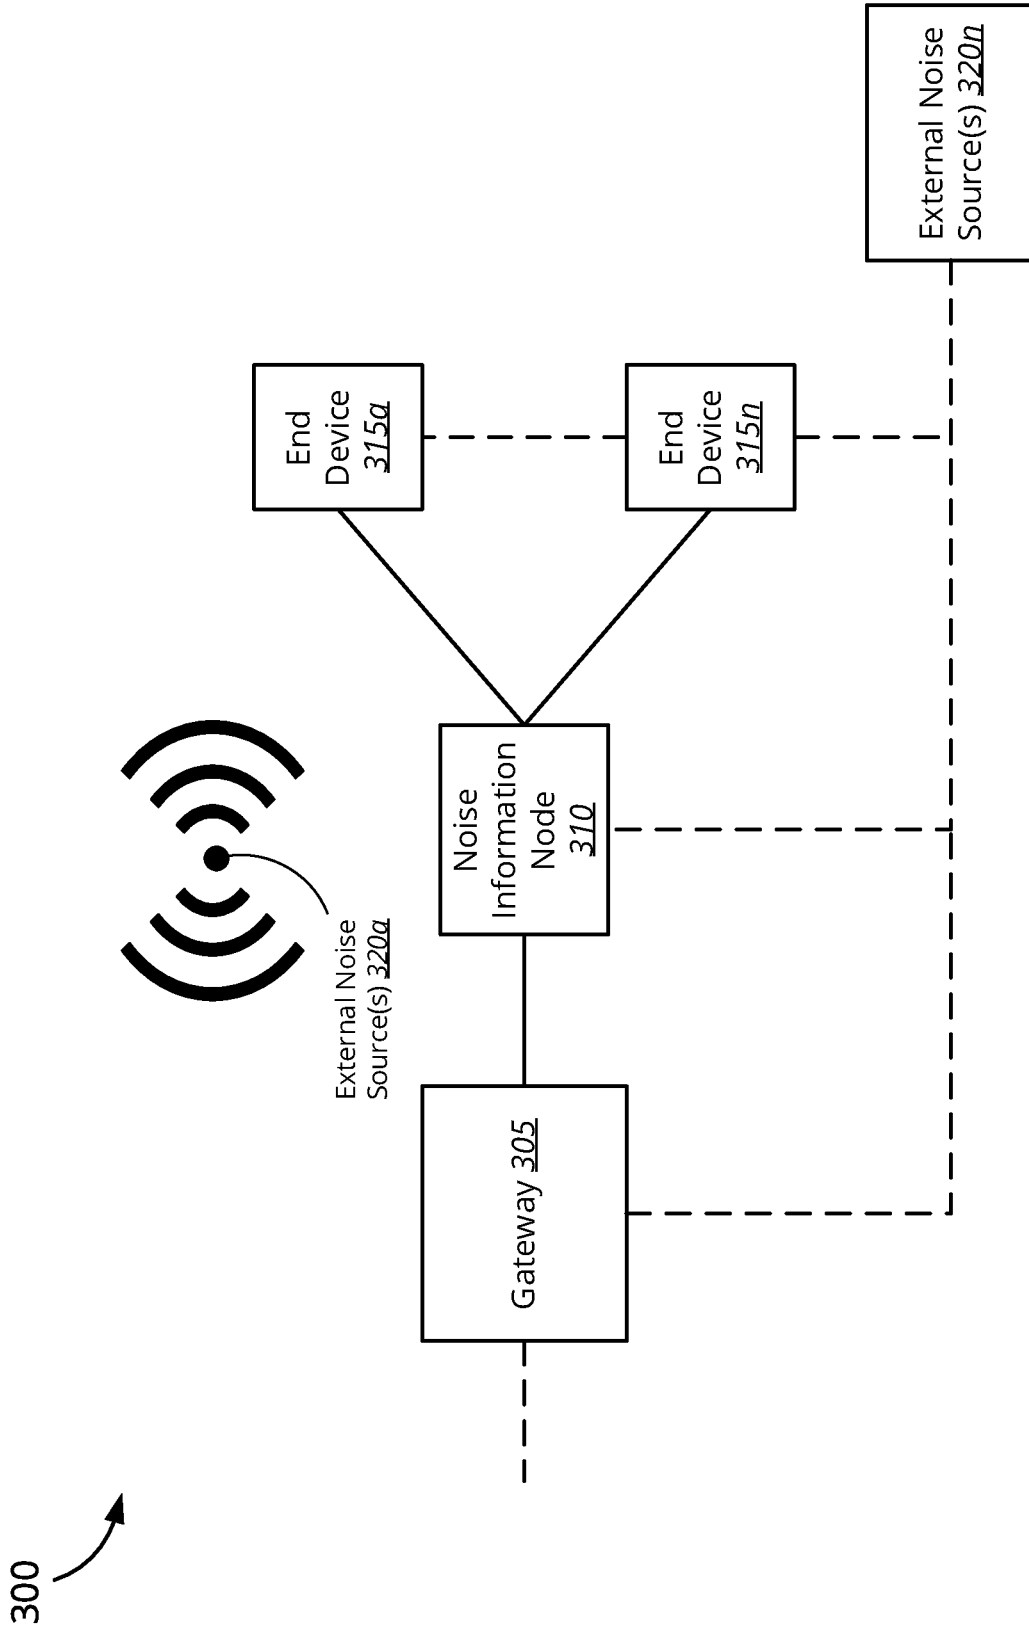 300
External Noise
Source(s) 320a
Gateway 305
Noise
Information
Node
310
End
Device
315a
End
Device
315n
External Noise
Source(s) 320n